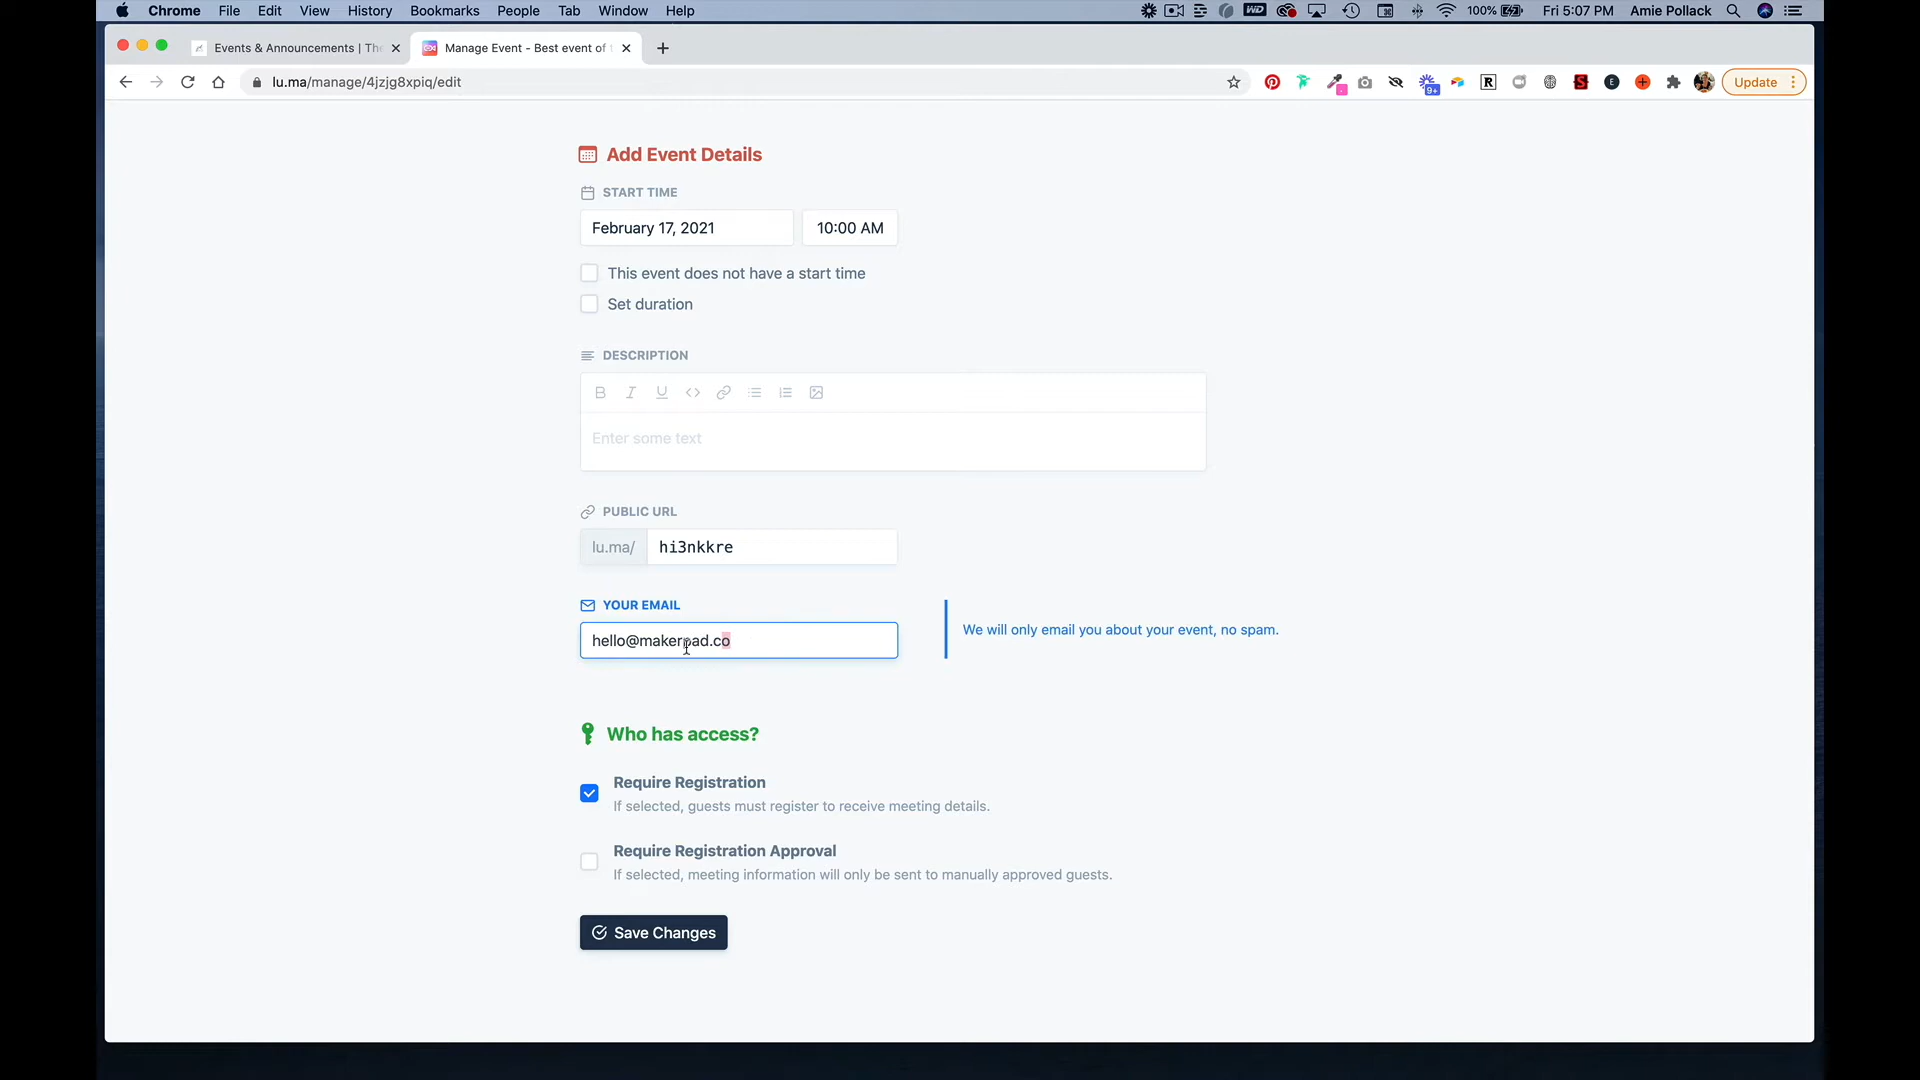 Chrome File Edit View History Bookmarks People Tab Window Help 100% Fri 5:07 PM Amie Pollack
Events & Announcements | Th Manage Event - Best event of
lu.ma/manage/4jzjg8xpiq/edit 9+ Update
Add Event Details
START TIME
February 17, 2021 10:00 AM
This event does not have a start time
Set duration
DESCRIPTION
Enter some text
PUBLIC URL
lu.ma/ hi3nkkre
YOUR EMAIL
hello@makerpad.co
We will only email you about your event, no spam.
Who has access?
Require Registration
If selected, guests must register to receive meeting details.
Require Registration Approval
If selected, meeting information will only be sent to manually approved guests.
Save Changes